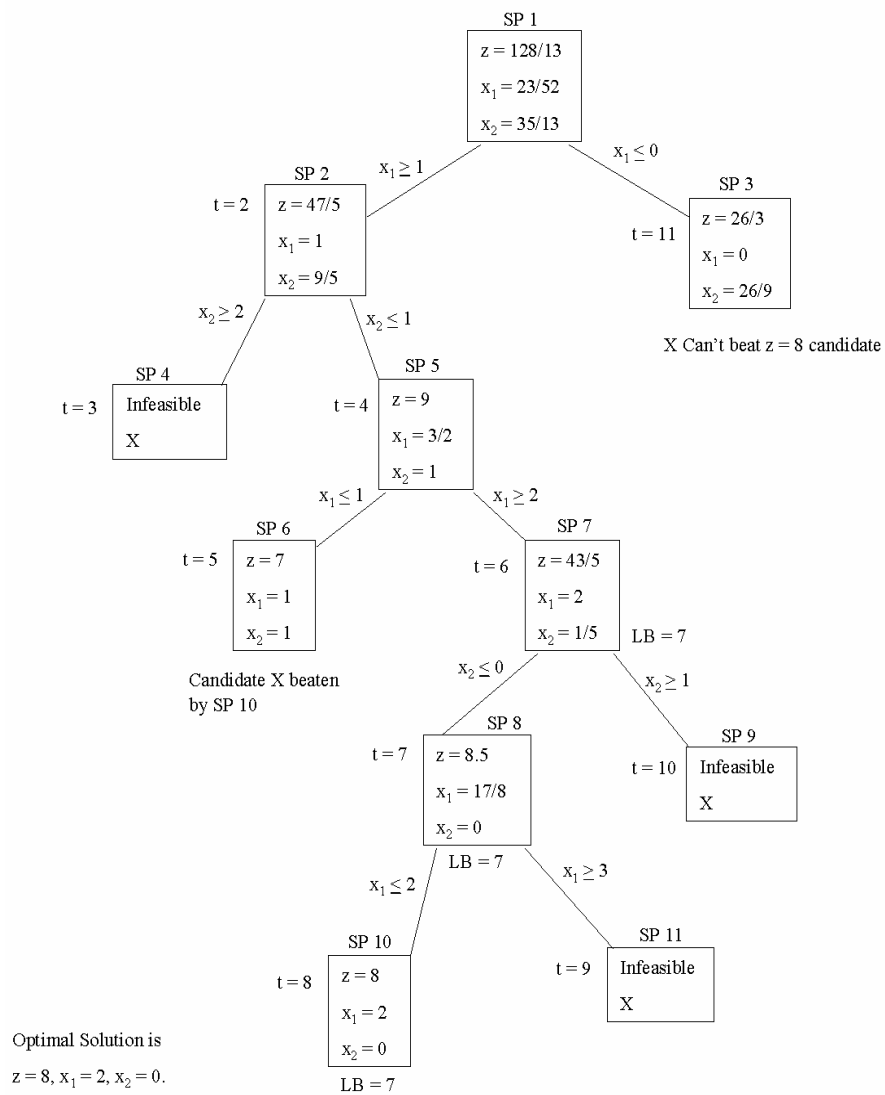 SP 1
z = 128/13
x₁ = 23/52
x₂ = 35/13
x₁ ≥ 1
x₁ ≤ 0
SP 2
t = 2
z = 47/5
x₁ = 1
x₂ = 9/5
SP 3
t = 11
z = 26/3
x₁ = 0
x₂ = 26/9
X Can't beat z = 8 candidate
x₂ ≥ 2
x₂ ≤ 1
SP 4
t = 3
Infeasible
X
SP 5
t = 4
z = 9
x₁ = 3/2
x₂ = 1
x₁ ≤ 1
x₁ ≥ 2
SP 6
t = 5
z = 7
x₁ = 1
x₂ = 1
Candidate X beaten
by SP 10
SP 7
t = 6
z = 43/5
x₁ = 2
x₂ = 1/5
LB = 7
x₂ ≤ 0
x₂ ≥ 1
SP 8
t = 7
z = 8.5
x₁ = 17/8
x₂ = 0
LB = 7
SP 9
t = 10
Infeasible
X
x₁ ≤ 2
x₁ ≥ 3
SP 10
t = 8
z = 8
x₁ = 2
x₂ = 0
LB = 7
SP 11
t = 9
Infeasible
X
Optimal Solution is
z = 8, x₁ = 2, x₂ = 0.